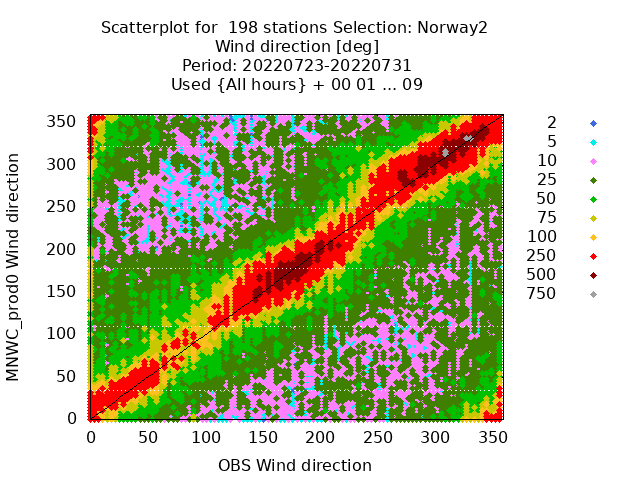 Scatterplot for  198 stations Selection: Norway2
Wind direction [deg]
Period: 20220723-20220731
Used {All hours} + 00 01 ... 09
MNWC_prod0 Wind direction
350
300
250
200
150
100
50
0
0 50 100 150 200 250 300 350
OBS Wind direction
2
5
10
25
50
75
100
250
500
750